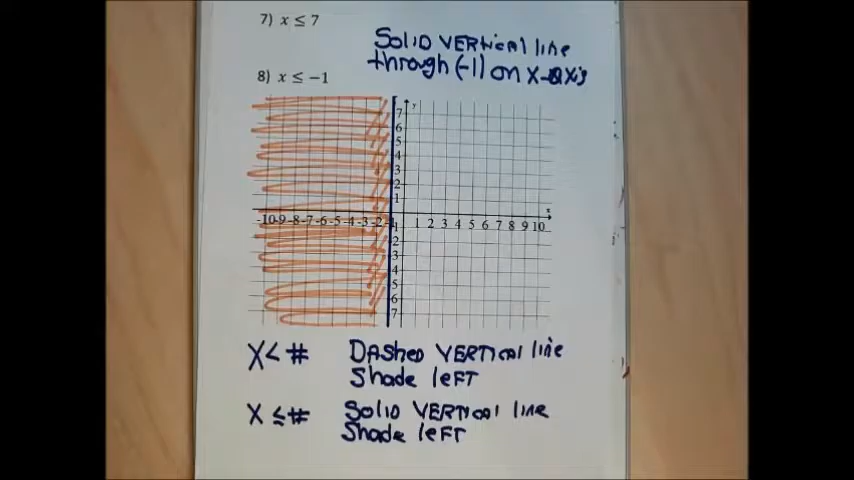 7) x ≤ 7
Solid vertical line
through (-1) on x-axis
8) x ≤ −1
y
7
6
5
4
3
2
1
x
-10 -9 -8 -7 -6 -5 -4 -3 -2 -1 1 2 3 4 5 6 7 8 9 10
1
2
3
4
5
6
7
X < # Dashed vertical line
Shade left
X ≤ # Solid vertical line
Shade left